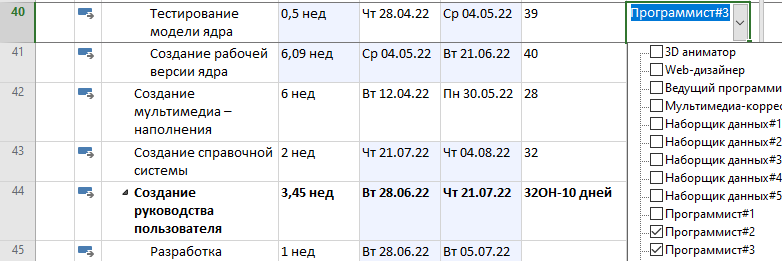 40 Тестирование модели ядра 0,5 нед Чт 28.04.22 Ср 04.05.22 39 Программист#3
41 Создание рабочей версии ядра 6,09 нед Ср 04.05.22 Вт 21.06.22 40
42 Создание мультимедиа – наполнения 6 нед Вт 12.04.22 Пн 30.05.22 28
43 Создание справочной системы 2 нед Чт 21.07.22 Чт 04.08.22 32
44 Создание руководства пользователя 3,45 нед Вт 28.06.22 Чт 21.07.22 32ОН-10 дней
45 Разработка 1 нед Вт 28.06.22 Вт 05.07.22
3D аниматор
Web-дизайнер
Ведущий программи
Мультимедиа-коррес
Наборщик данных#1
Наборщик данных#2
Наборщик данных#3
Наборщик данных#4
Наборщик данных#5
Программист#1
Программист#2
Программист#3